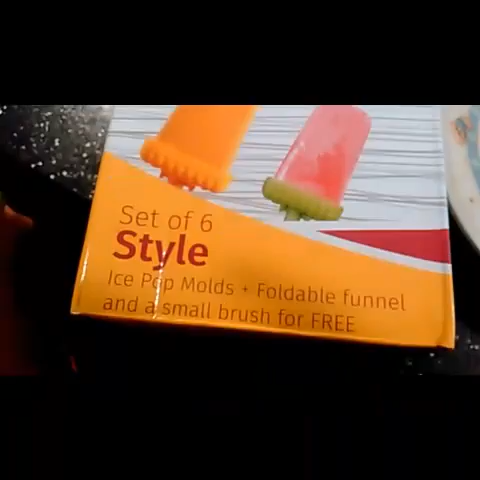 Set of 6
Style
Ice Pop Molds + Foldable funnel
and a small brush for FREE